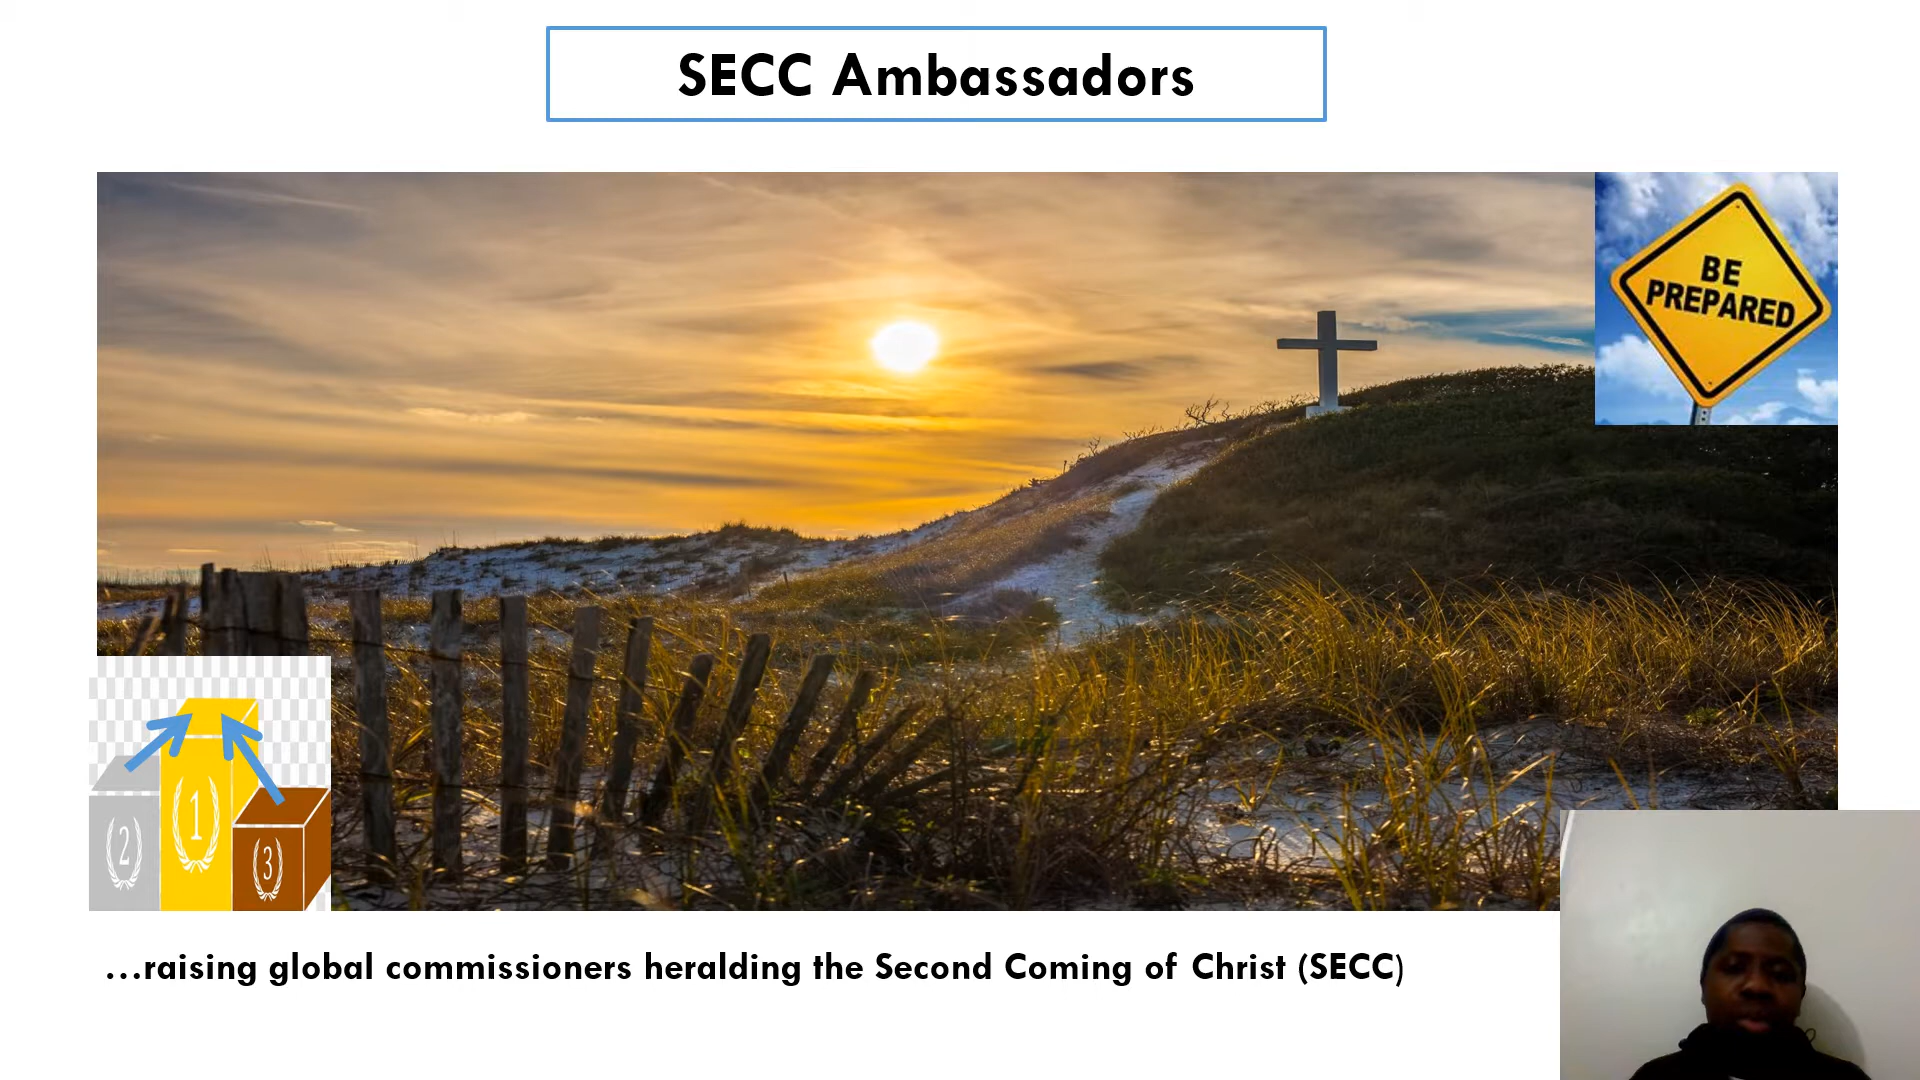 SECC Ambassadors
BE
PREPARED
1
2
3
...raising global commissioners heralding the Second Coming of Christ (SECC)